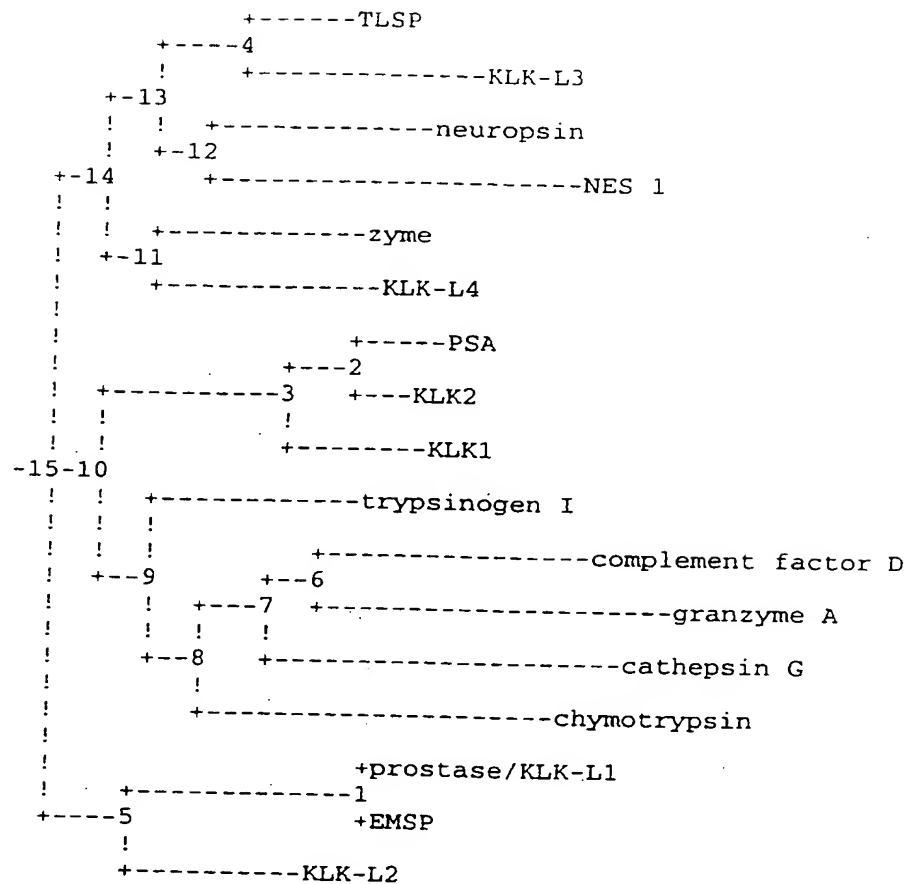 +------TLSP
+-----4
! +--------------KLK-L3
+-13
! ! +-------------neuropsin
! +-12
+-14 +---------------------NES 1
! !
! ! +------------zyme
! +-11
! +-------------KLK-L4
!
! +-----PSA
! +---2
! +-----------3 +---KLK2
! ! !
! ! +--------KLK1
-15-10
! ! +------------trypsinogen I
! ! !
! ! ! +---------------complement factor D
! +--9 +--6
! ! +---7 +--------------------granzyme A
! ! ! !
! +--8 +--------------------cathepsin G
! !
! +--------------------chymotrypsin
!
! +prostase/KLK-L1
! +-------------1
+----5 +EMSP
!
+----------KLK-L2